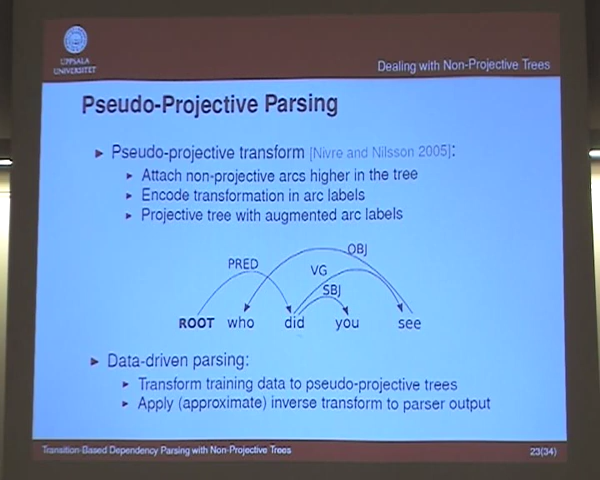 UPPSALA
UNIVERSITET
Dealing with Non-Projective Trees
Pseudo-Projective Parsing
Pseudo-projective transform [Nivre and Nilsson 2005]:
Attach non-projective arcs higher in the tree
Encode transformation in arc labels
Projective tree with augmented arc labels
OBJ
PRED
VG
SBJ
ROOT who did you see
Data-driven parsing:
Transform training data to pseudo-projective trees
Apply (approximate) inverse transform to parser output
Transition-Based Dependency Parsing with Non-Projective Trees
23(34)